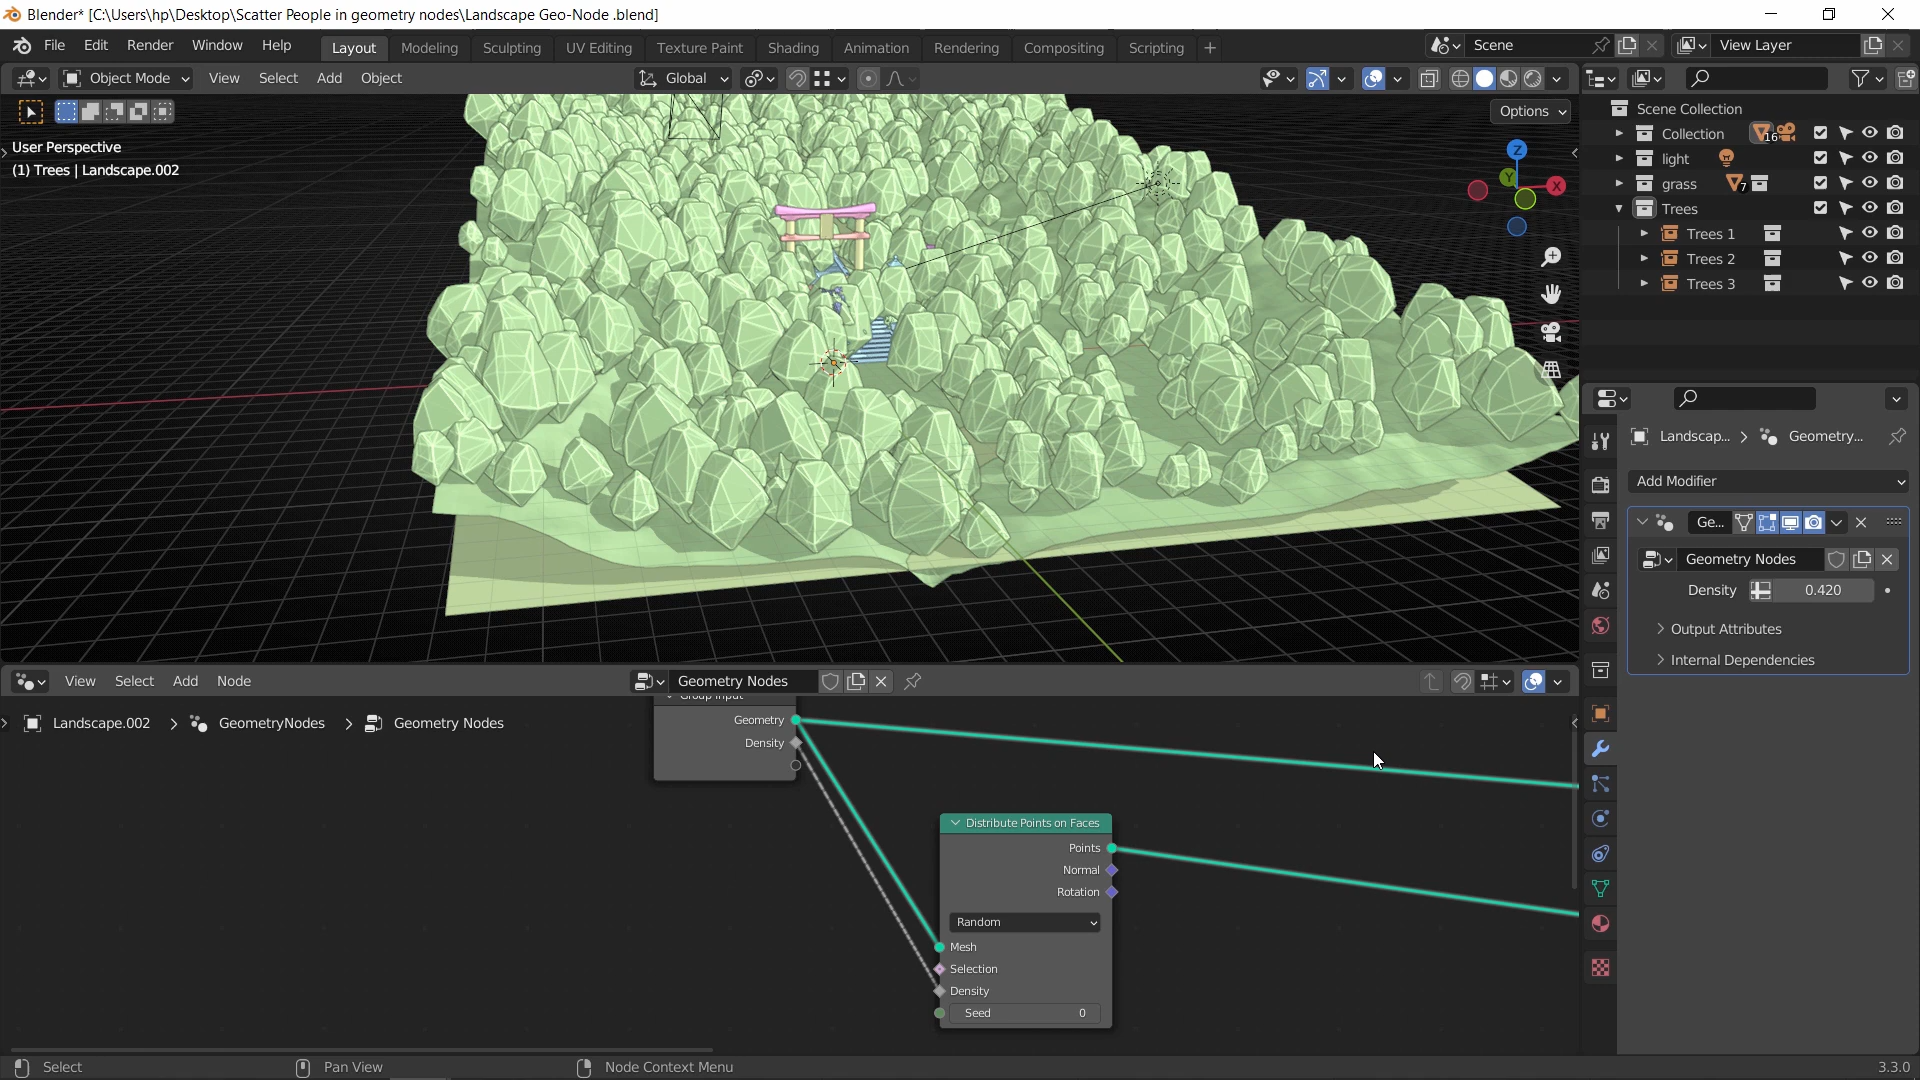 Blender* [C:\Users\hp\Desktop\Scatter People in geometry nodes\Landscape Geo-Node .blend]
File Edit Render Window Help Layout Modeling Sculpting UV Editing Texture Paint Shading Animation Rendering Compositing Scripting + Scene View Layer
Object Mode View Select Add Object Global
Options
User Perspective
(1) Trees | Landscape.002
Z
Y
X
Scene Collection
Collection 16
light
grass 7
Trees
Trees 1
Trees 2
Trees 3
Landscap... > Geometry...
Add Modifier
Ge...
Geometry Nodes
Density 0.420
Output Attributes
Internal Dependencies
View Select Add Node Geometry Nodes
Landscape.002 > GeometryNodes > Geometry Nodes
Group Input
Geometry
Density
Distribute Points on Faces
Points
Normal
Rotation
Random
Mesh
Selection
Density
Seed 0
Select Pan View Node Context Menu 3.3.0